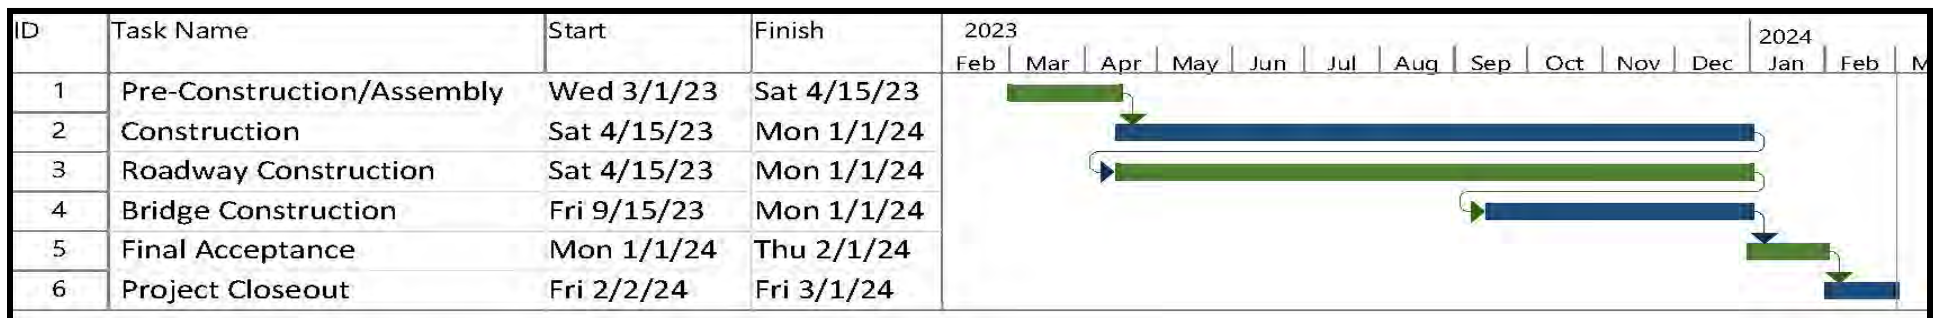 ID Task Name Start Finish 2023 2024
Feb Mar Apr May Jun Jul Aug Sep Oct Nov Dec Jan Feb M
1 Pre-Construction/Assembly Wed 3/1/23 Sat 4/15/23
2 Construction Sat 4/15/23 Mon 1/1/24
3 Roadway Construction Sat 4/15/23 Mon 1/1/24
4 Bridge Construction Fri 9/15/23 Mon 1/1/24
5 Final Acceptance Mon 1/1/24 Thu 2/1/24
6 Project Closeout Fri 2/2/24 Fri 3/1/24